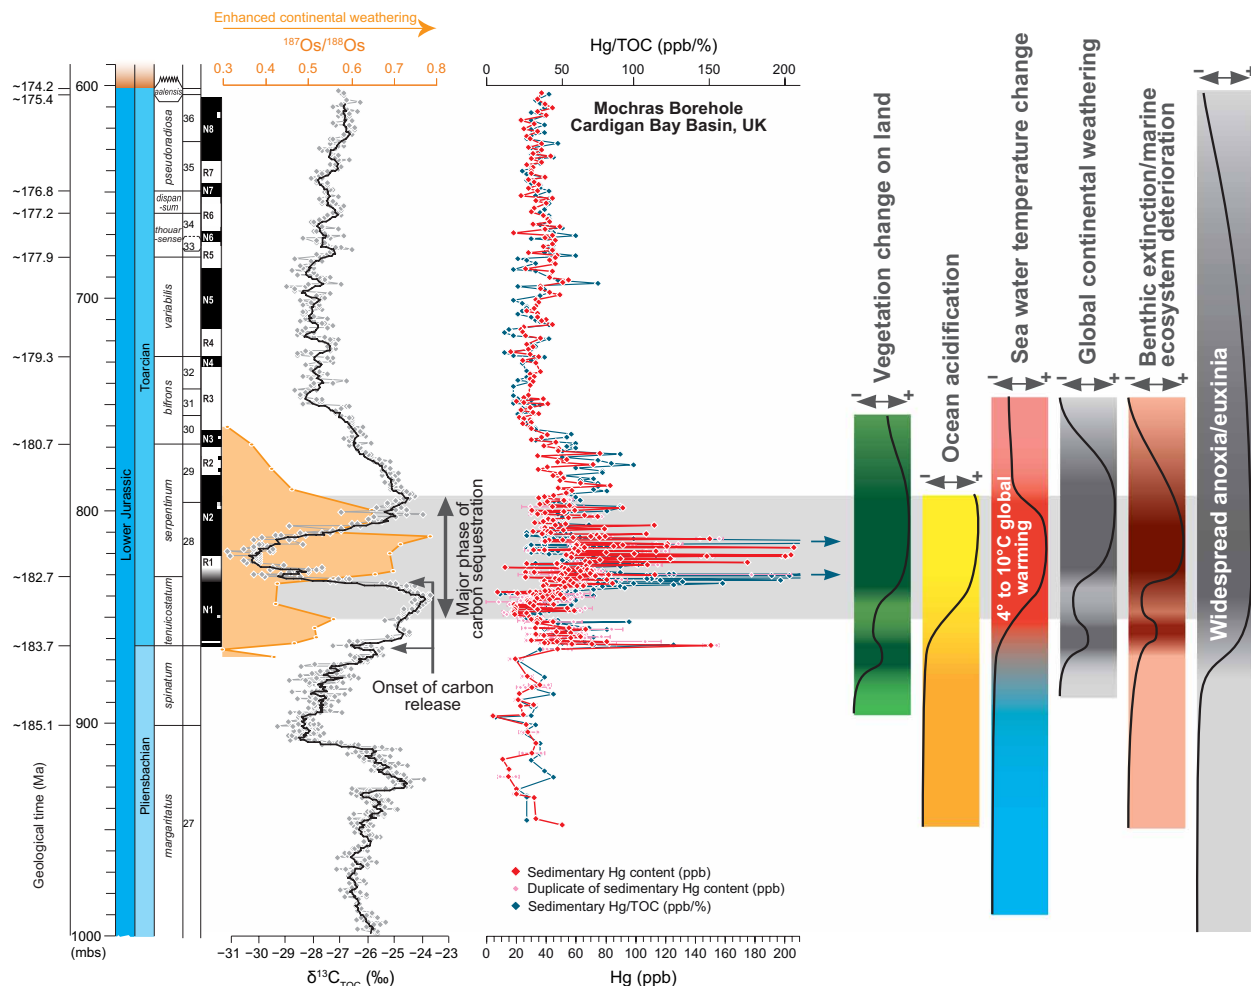 Enhanced continental weathering
187Os/188Os
0.3 0.4 0.5 0.6 0.7 0.8
Hg/TOC (ppb/%)
0 50 100 150 200
Mochras Borehole
Cardigan Bay Basin, UK
Geological time (Ma)
~174.2
~175.4
~176.8
~177.2
~177.9
~179.3
~180.7
~182.7
~183.7
~185.1
600
700
800
900
1000
(mbs)
Lower Jurassic
Toarcian
Pliensbachian
aalensis
pseudoradiosa
dispan
-sum
thouar
-sense
variabilis
bifrons
serpentinum
tenuicostatum
spinatum
margaritatus
36
35
34
33
32
31
30
29
28
27
N8
R7
N7
R6
N6
R5
N5
R4
N4
R3
N3
R2
N2
R1
N1
Major phase of
carbon sequestration
Onset of carbon
release
Sedimentary Hg content (ppb)
Duplicate of sedimentary Hg content (ppb)
Sedimentary Hg/TOC (ppb/%)
−31 −30 −29 −28 −27 −26 −25 −24 −23
δ13CTOC (‰)
0 20 40 60 80 100 120 140 160 180 200
Hg (ppb)
Vegetation change on land
- +
Ocean acidification
- +
Sea water temperature change
- +
4° to 10°C global
warming
Global continental weathering
- +
Benthic extinction/marine
ecosystem deterioration
- +
Widespread anoxia/euxinia
- +